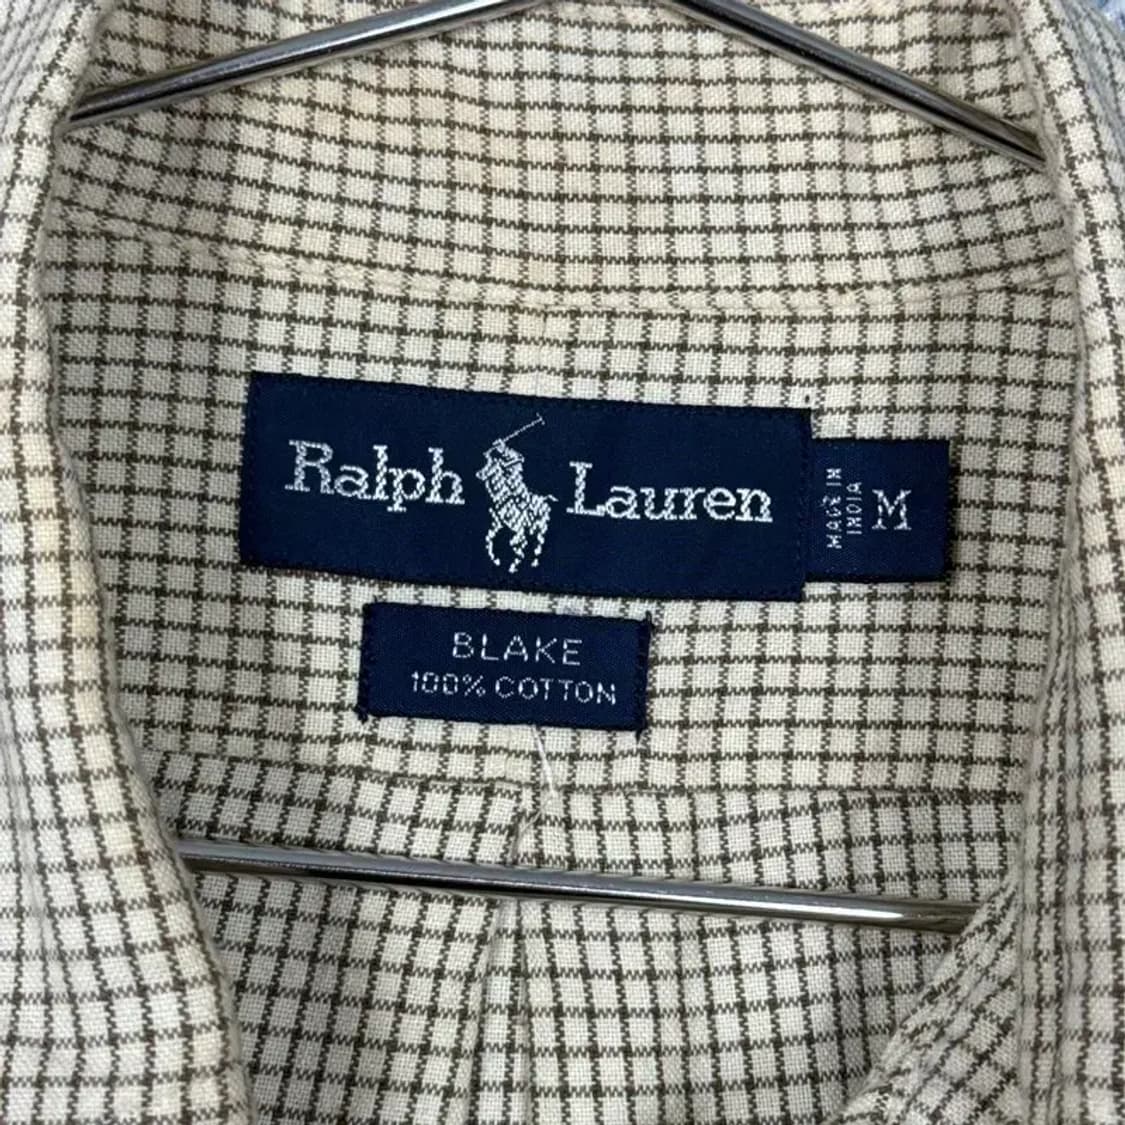 Ralph Lauren
MADE IN
INDIA
M
BLAKE
100% COTTON